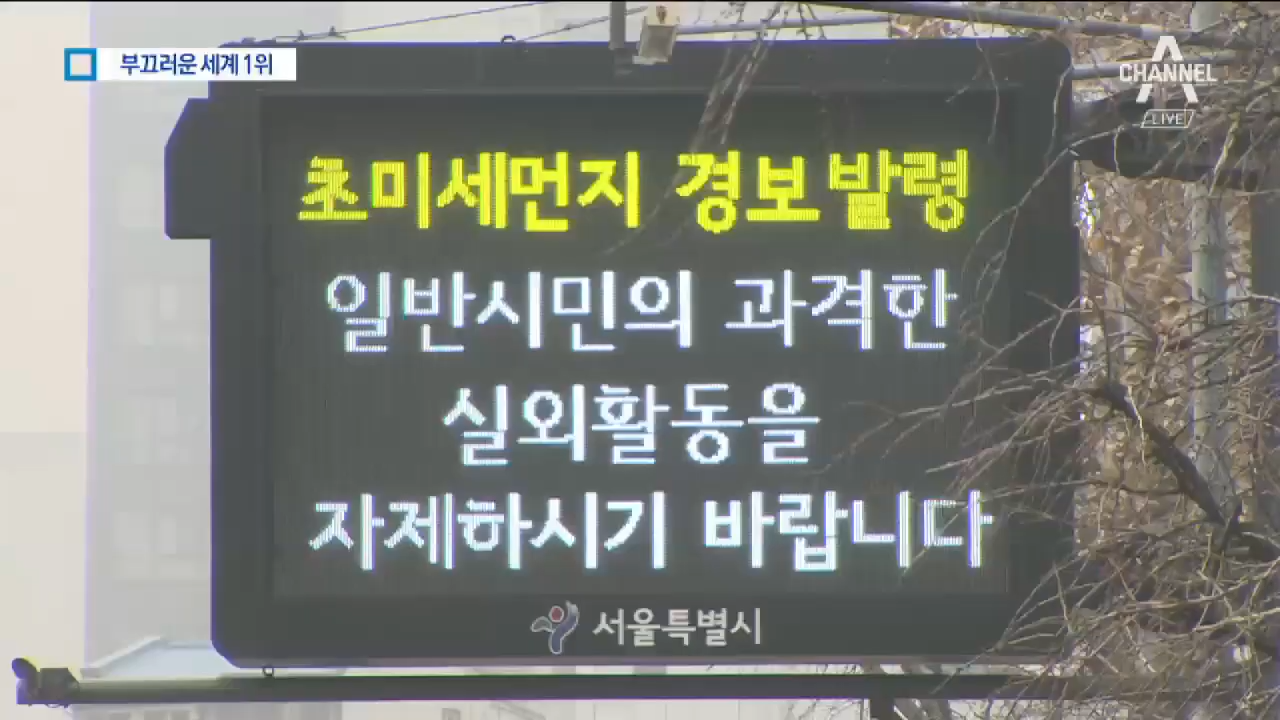 부끄러운 세계 1위
CHANNEL A
LIVE
초미세먼지 경보발령
일반시민의 과격한
실외활동을
자제하시기 바랍니다
서울특별시